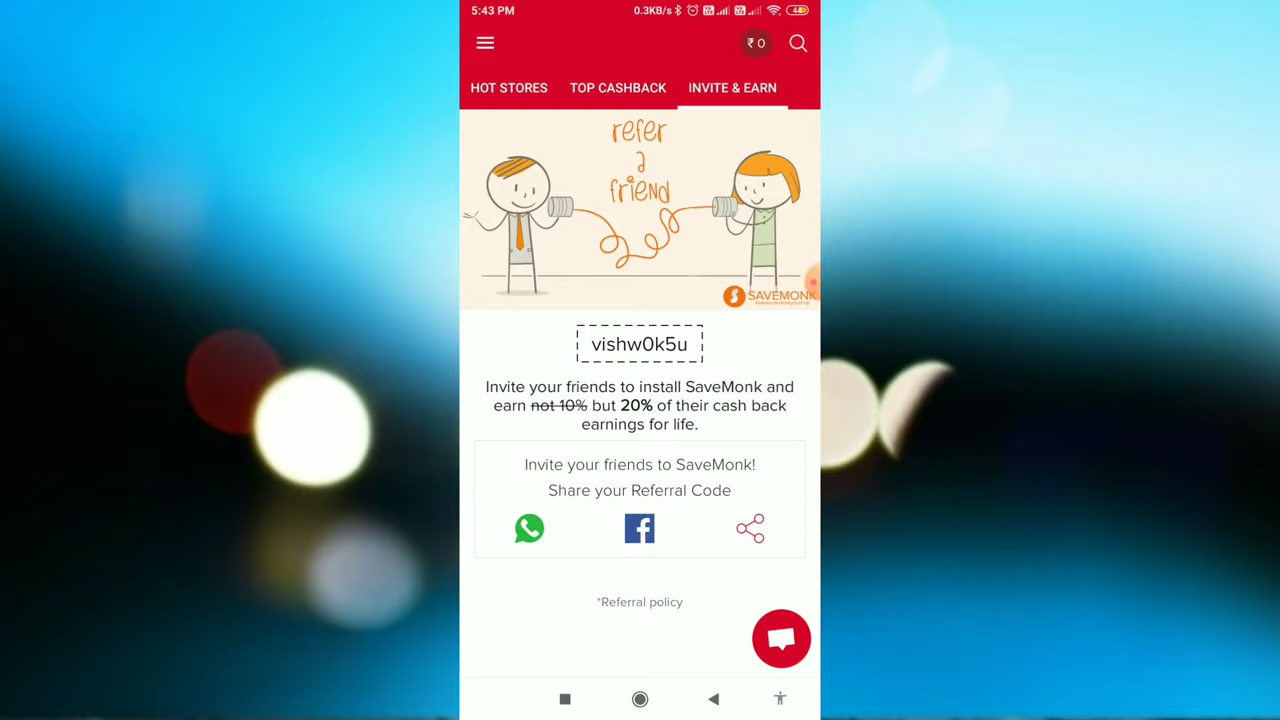 5:43 PM 0.3KB/s 44
₹ 0
HOT STORES TOP CASHBACK INVITE & EARN
refer
a
friend
SAVEMONK
vishw0k5u
Invite your friends to install SaveMonk and
earn not 10% but 20% of their cash back
earnings for life.
Invite your friends to SaveMonk!
Share your Referral Code
*Referral policy